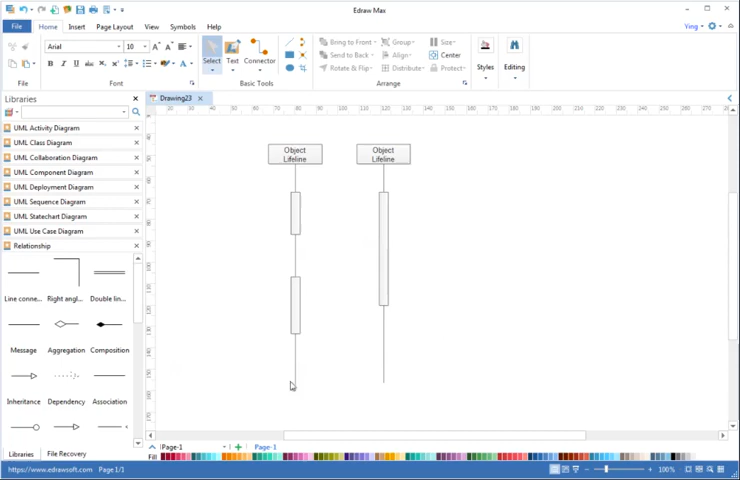 Edraw Max
File Home Insert Page Layout View Symbols Help Ying
Arial 10 Select Text Connector Bring to Front Group Size
Send to Back Align Center
B I U Rotate & Flip Distribute Protect Styles Editing
File Font Basic Tools Arrange
Libraries Drawing23
UML Activity Diagram
UML Class Diagram
UML Collaboration Diagram
UML Component Diagram
UML Deployment Diagram
UML Sequence Diagram
UML Statechart Diagram
UML Use Case Diagram
Relationship
Line conne... Right angl... Double lin...
Message Aggregation Composition
Inheritance Dependency Association
Object
Lifeline
Object
Lifeline
Page-1 Page-1
Libraries File Recovery Fill
https://www.edrawsoft.com Page 1/1 100%